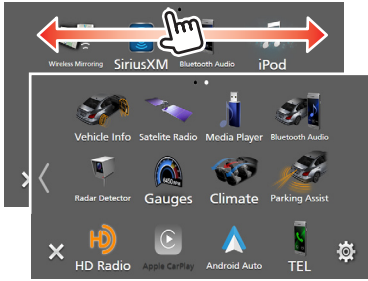 Wireless Mirroring SiriusXM Bluetooth Audio iPod
Vehicle Info Satelite Radio Media Player Bluetooth Audio
Radar Detector Gauges Climate Parking Assist
HD Radio Apple CarPlay Android Auto TEL